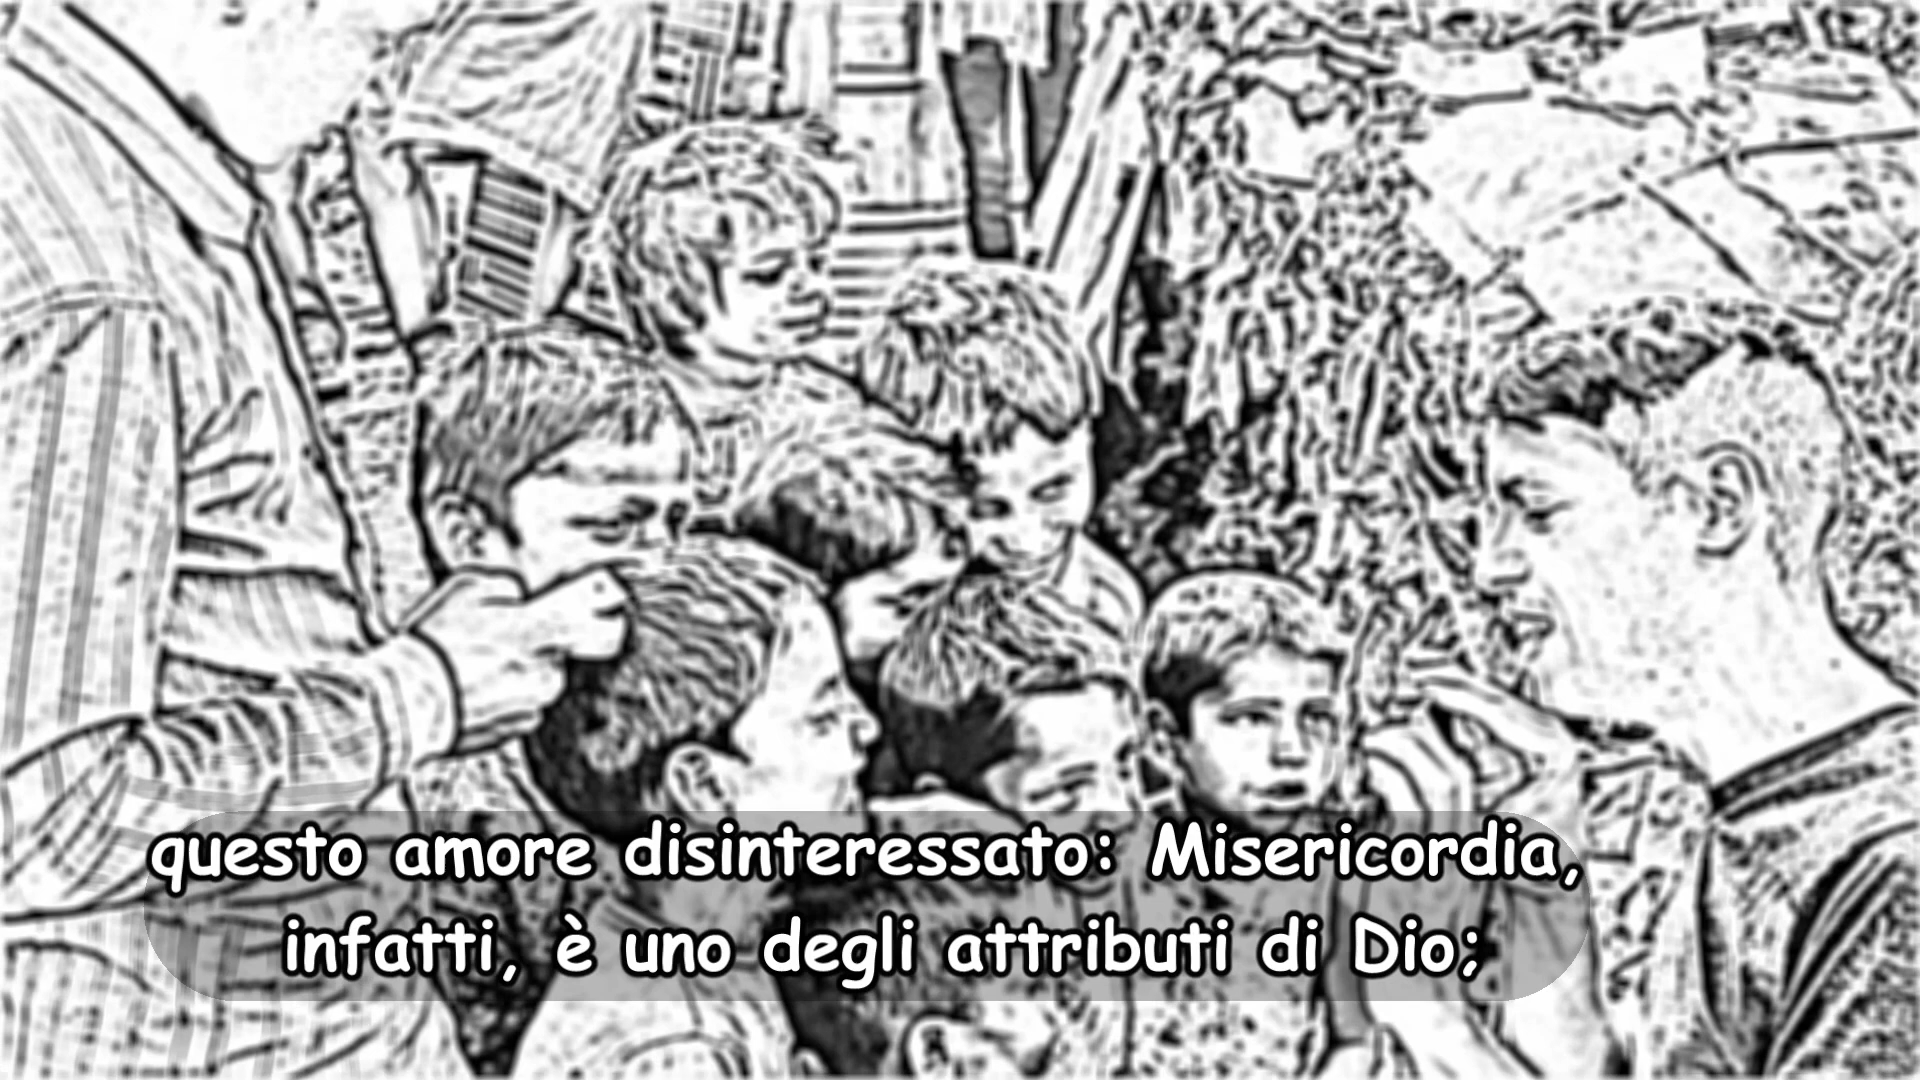 questo amore disinteressato: Misericordia,
infatti, è uno degli attributi di Dio;